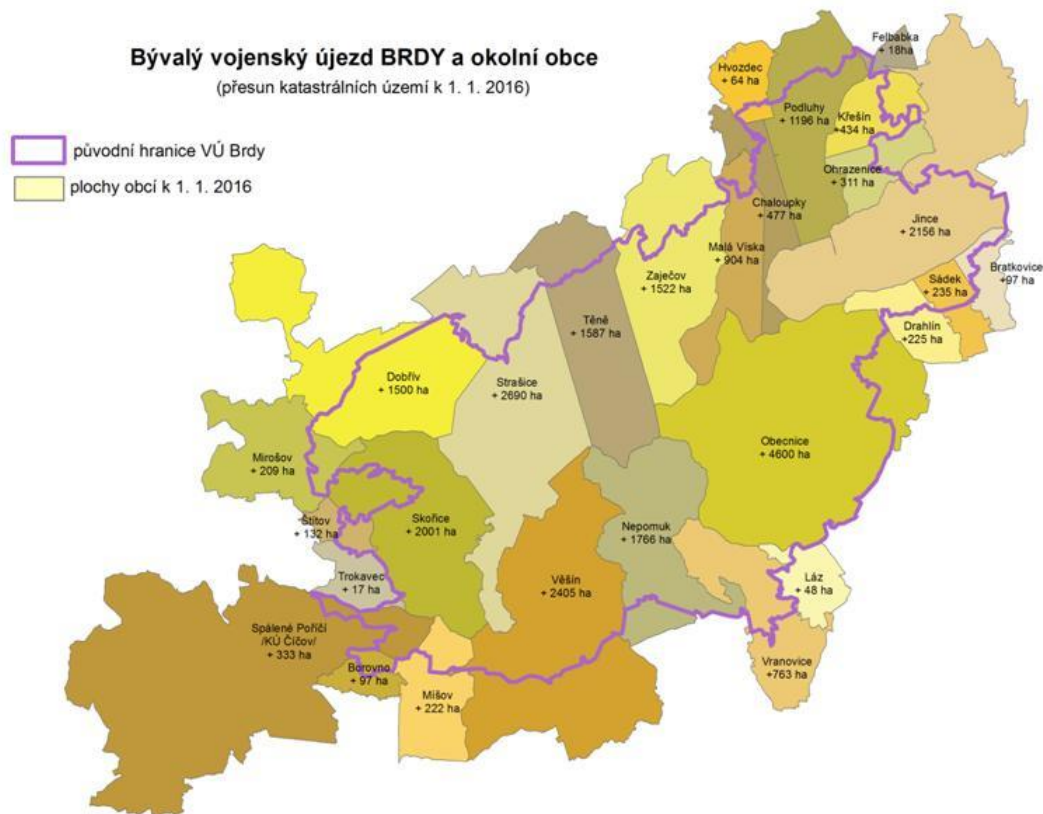 Bývalý vojenský újezd BRDY a okolní obce
(přesun katastrálních území k 1. 1. 2016)
původní hranice VÚ Brdy
plochy obcí k 1. 1. 2016
Felbabka
+ 18ha
Hvozdec
+ 64 ha
Podluhy
+ 1196 ha
Křešín
+434 ha
Ohrazenice
+ 311 ha
Chaloupky
+ 477 ha
Jince
+ 2156 ha
Malá Víska
+ 904 ha
Bratkovice
+97 ha
Sádek
+ 235 ha
Zaječov
+ 1522 ha
Drahlín
+225 ha
Těně
+ 1587 ha
Dobřív
+ 1500 ha
Strašice
+ 2690 ha
Obecnice
+ 4600 ha
Mirošov
+ 209 ha
Skořice
+ 2001 ha
Štítov
+ 132 ha
Nepomuk
+ 1766 ha
Trokavec
+ 17 ha
Věšín
+ 2405 ha
Láz
+ 48 ha
Spálené Poříčí
/KÚ Číčov/
+ 333 ha
Borovno
+ 97 ha
Vranovice
+763 ha
Míšov
+ 222 ha